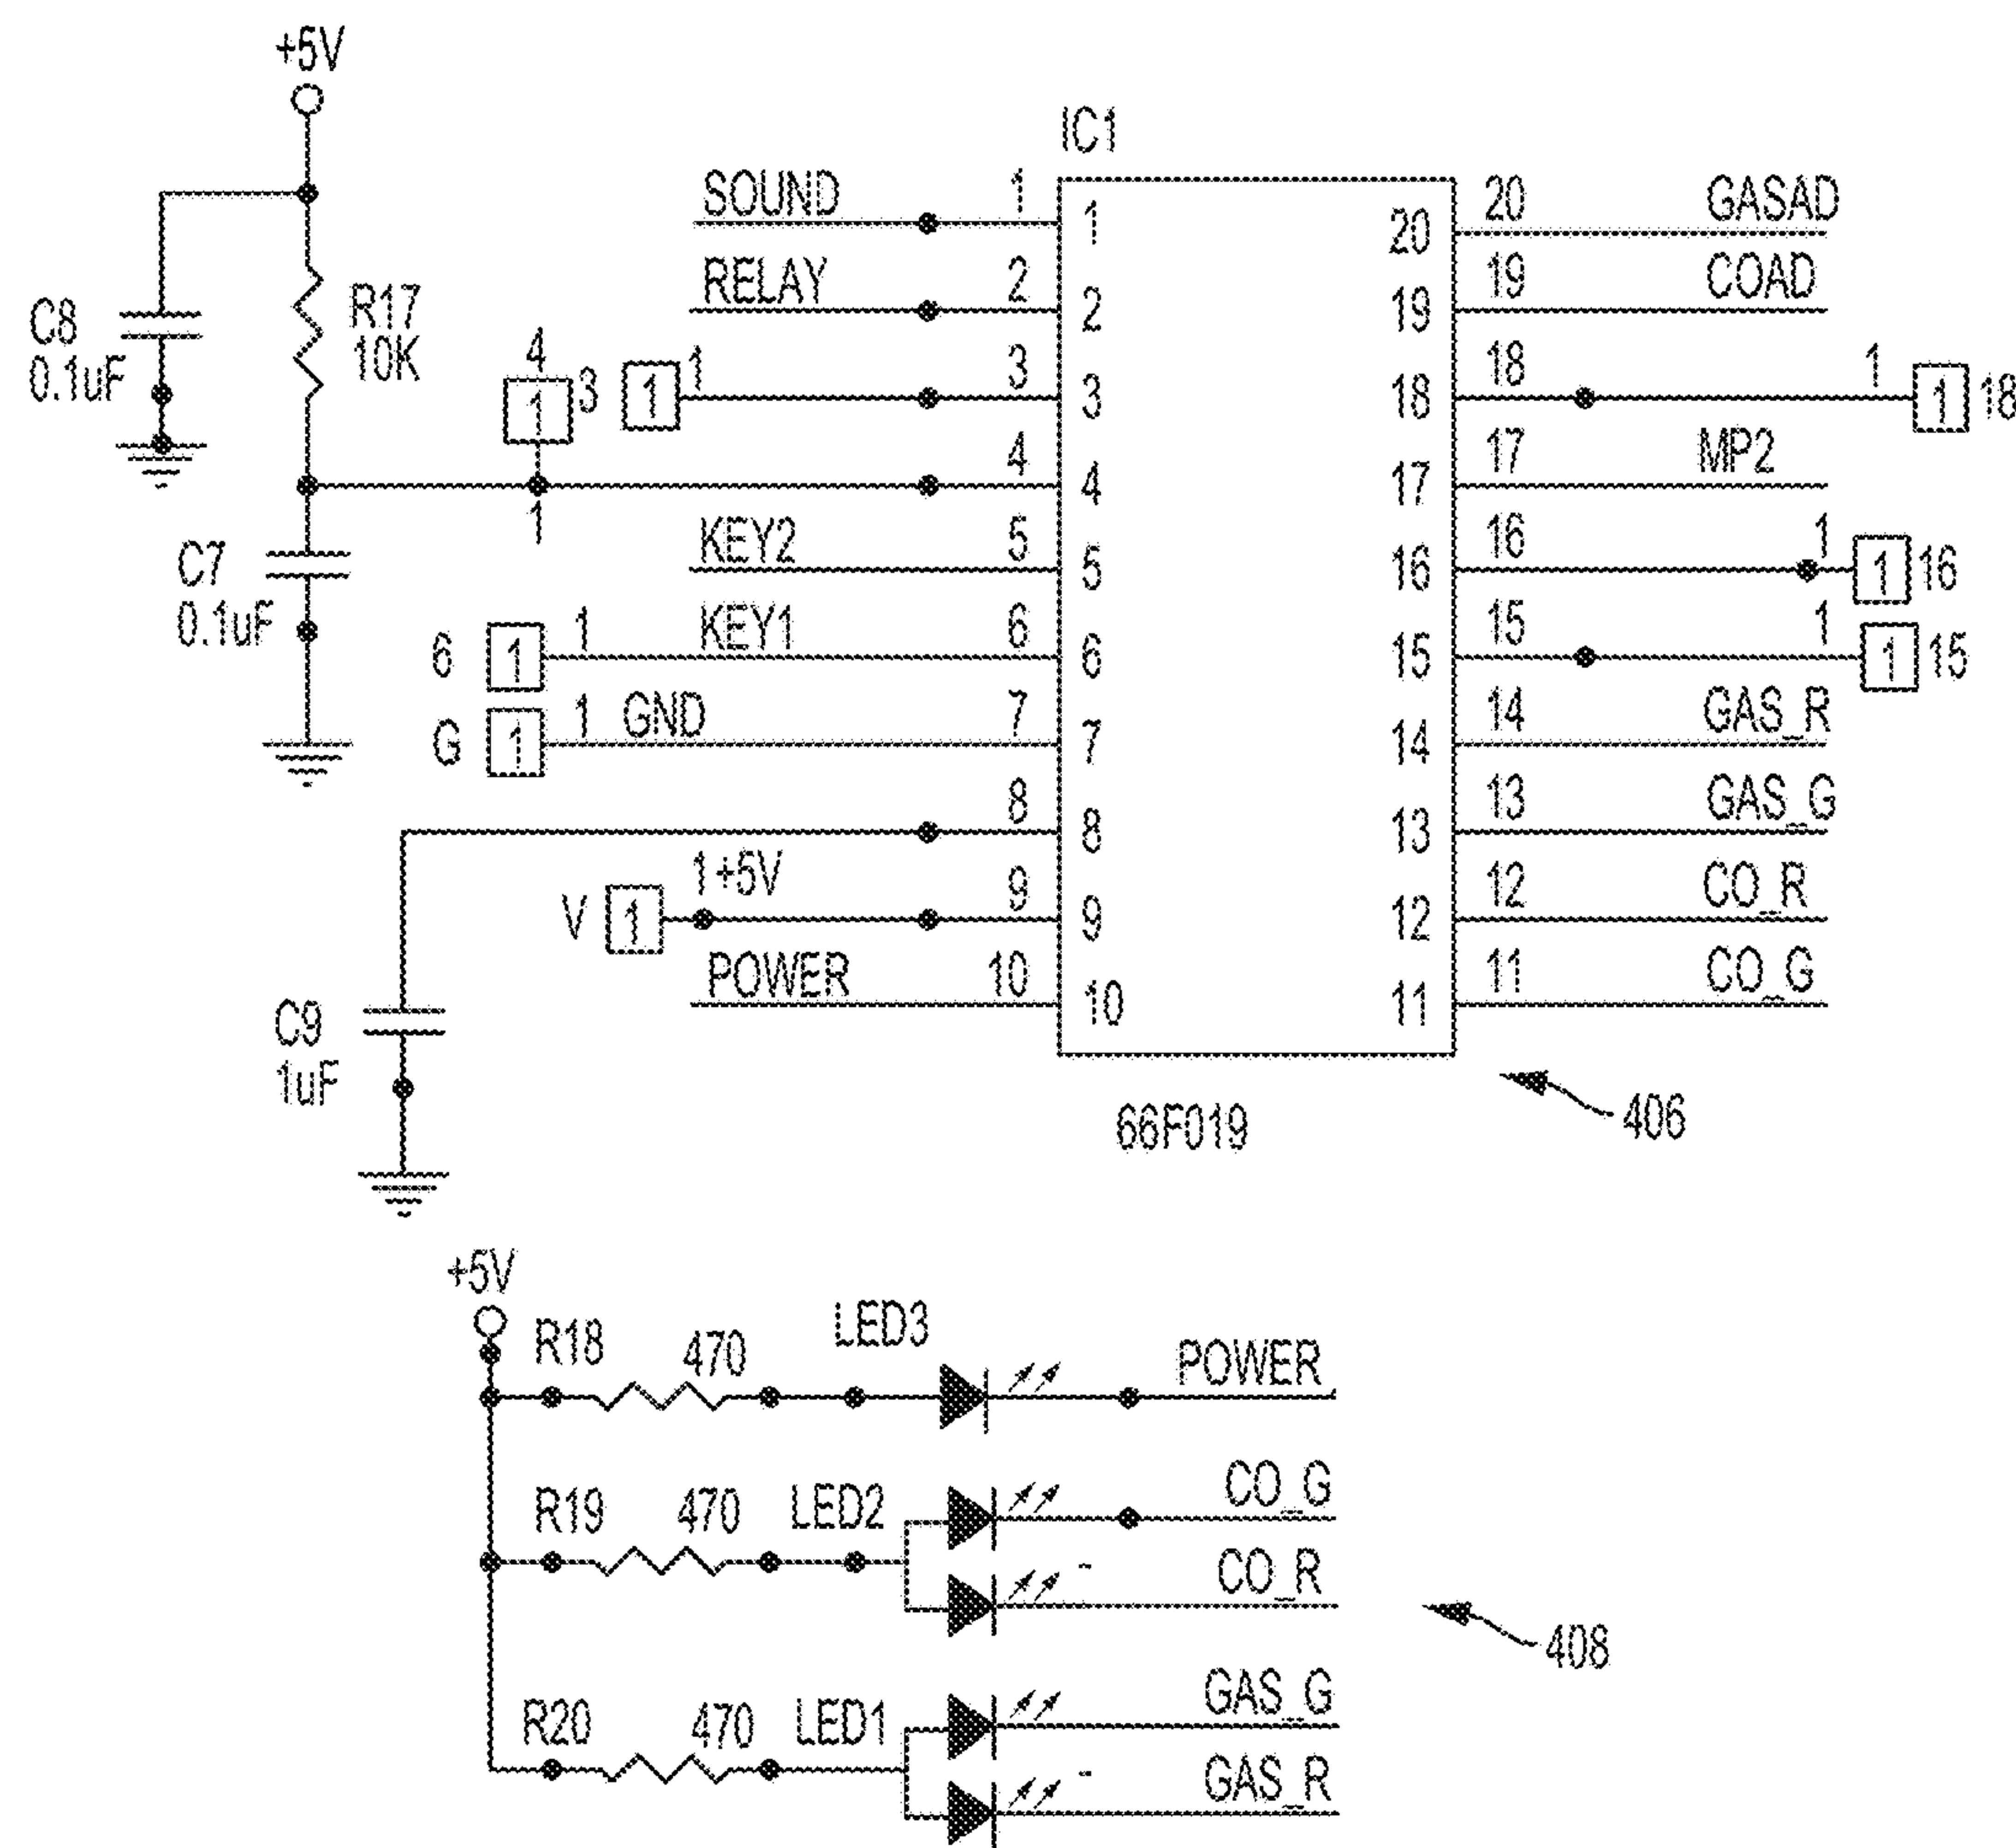 +5V
C8
0.1uF
R17
10K
C7
0.1uF
C9
1uF
IC1
SOUND 1 1
RELAY 2 2
3 1 1 3 3
4 1 1 4 4
KEY2 5 5
6 1 1 KEY1 6 6
G 1 1 GND 7 7
8 8
V 1 1 +5V 9 9
POWER 10 10
20 20 GASAD
19 19 COAD
18 18 1 1 18
17 17 MP2
16 16 1 1 16
15 15 1 1 15
14 14 GAS_R
13 13 GAS_G
12 12 CO_R
11 11 CO_G
66F019
406
+5V
R18 470 LED3 POWER
R19 470 LED2 CO_G
CO_R
408
R20 470 LED1 GAS_G
GAS_R